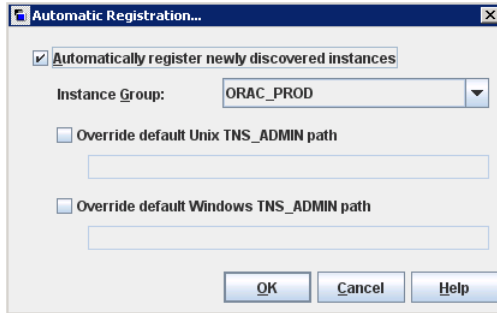 Automatic Registration...
Automatically register newly discovered instances
Instance Group: ORAC_PROD
Override default Unix TNS_ADMIN path
Override default Windows TNS_ADMIN path
OK Cancel Help